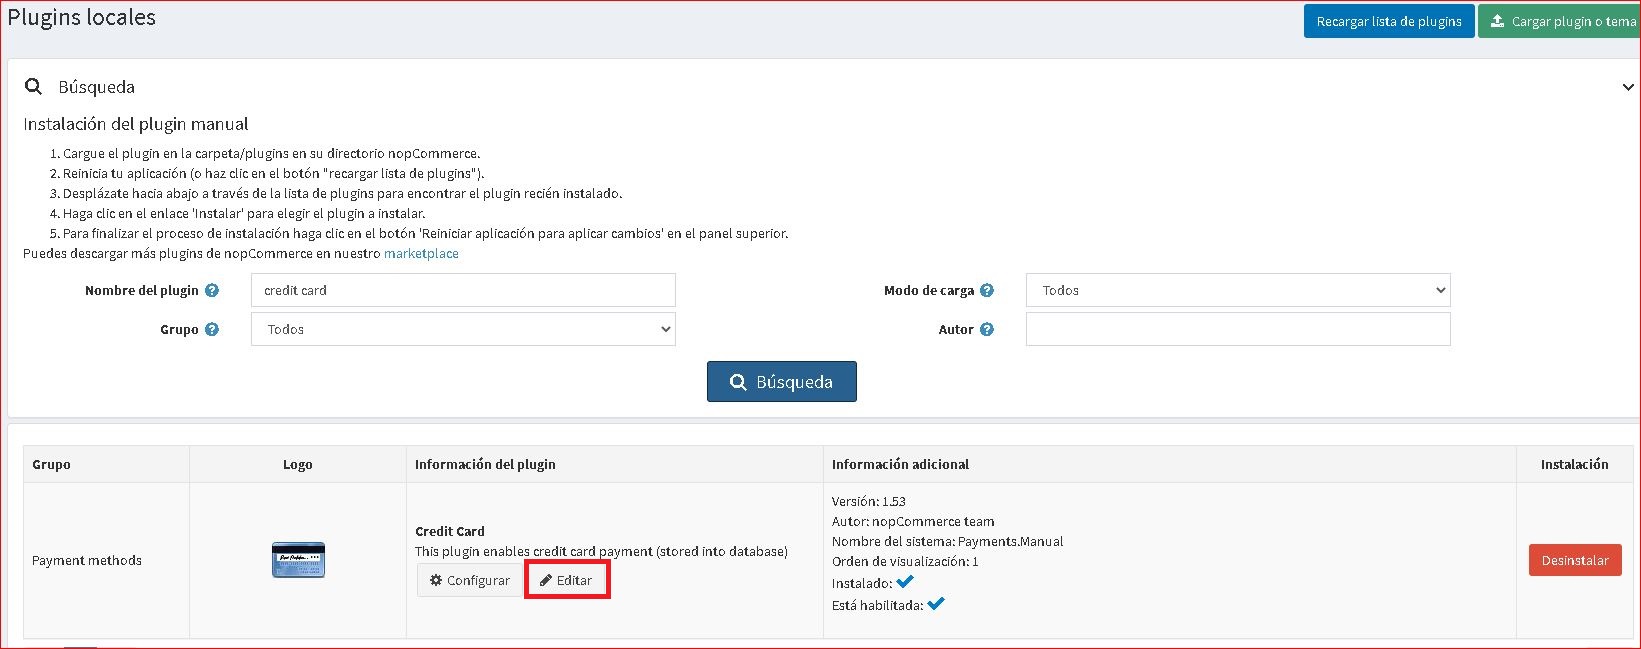 Plugins locales
Recargar lista de plugins
Cargar plugin o tema
Búsqueda
Instalación del plugin manual
1. Cargue el plugin en la carpeta/plugins en su directorio nopCommerce.
2. Reinicia tu aplicación (o haz clic en el botón "recargar lista de plugins").
3. Desplázate hacia abajo a través de la lista de plugins para encontrar el plugin recién instalado.
4. Haga clic en el enlace 'Instalar' para elegir el plugin a instalar.
5. Para finalizar el proceso de instalación haga clic en el botón 'Reiniciar aplicación para aplicar cambios' en el panel superior.
Puedes descargar más plugins de nopCommerce en nuestro marketplace
Nombre del plugin ? credit card
Modo de carga ? Todos
Grupo ? Todos
Autor ?
Búsqueda
Grupo Logo Información del plugin Información adicional Instalación
Payment methods
Credit Card
This plugin enables credit card payment (stored into database)
Configurar Editar
Versión: 1.53
Autor: nopCommerce team
Nombre del sistema: Payments.Manual
Orden de visualización: 1
Instalado:
Está habilitada:
Desinstalar